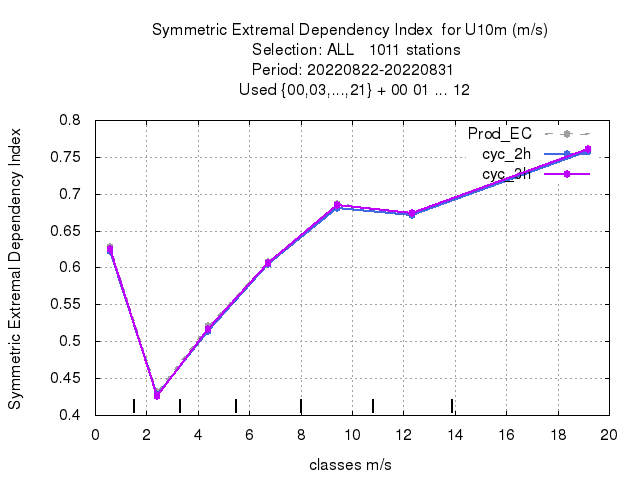 Symmetric Extremal Dependency Index  for U10m (m/s)
Selection: ALL   1011 stations
Period: 20220822-20220831
Used {00,03,...,21} + 00 01 ... 12
Symmetric Extremal Dependency Index
0.8
0.75
0.7
0.65
0.6
0.55
0.5
0.45
0.4
Prod_EC
cyc_2h
cyc_3h
0 2 4 6 8 10 12 14 16 18 20
classes m/s